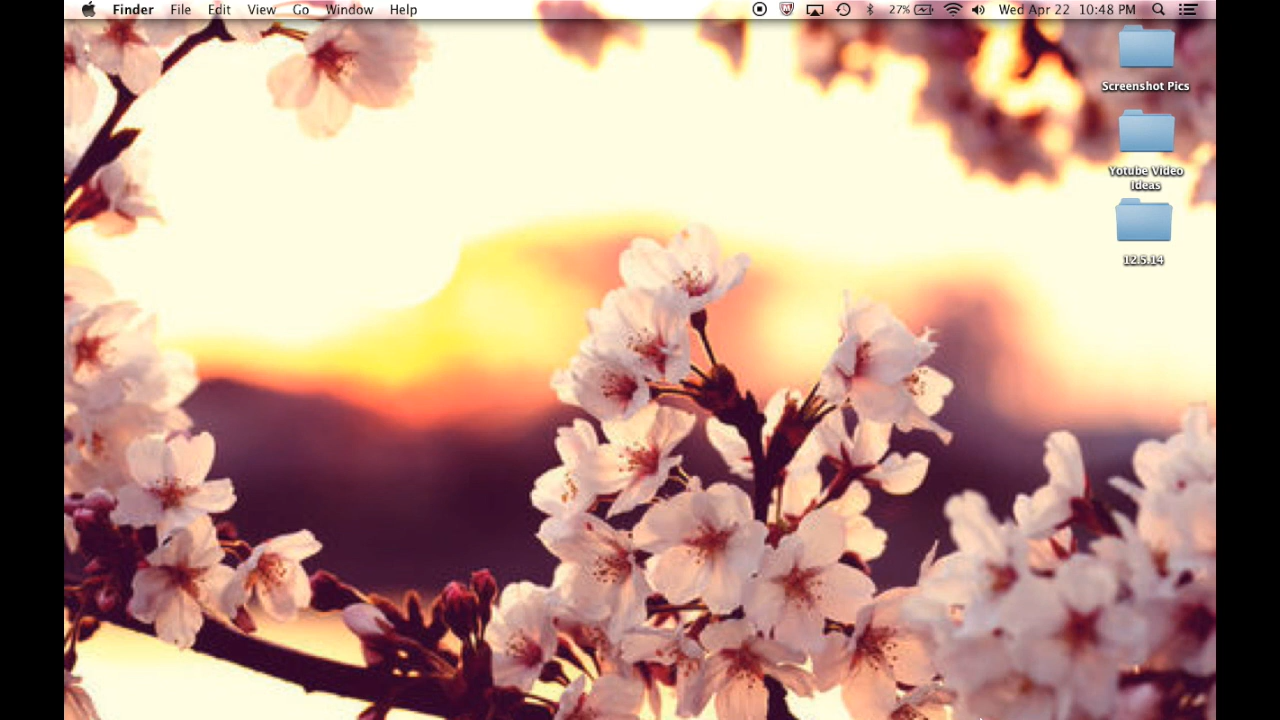 Finder File Edit View Go Window Help 27% Wed Apr 22 10:48 PM
Screenshot Pics
Yotube Video
Ideas
12.5.14